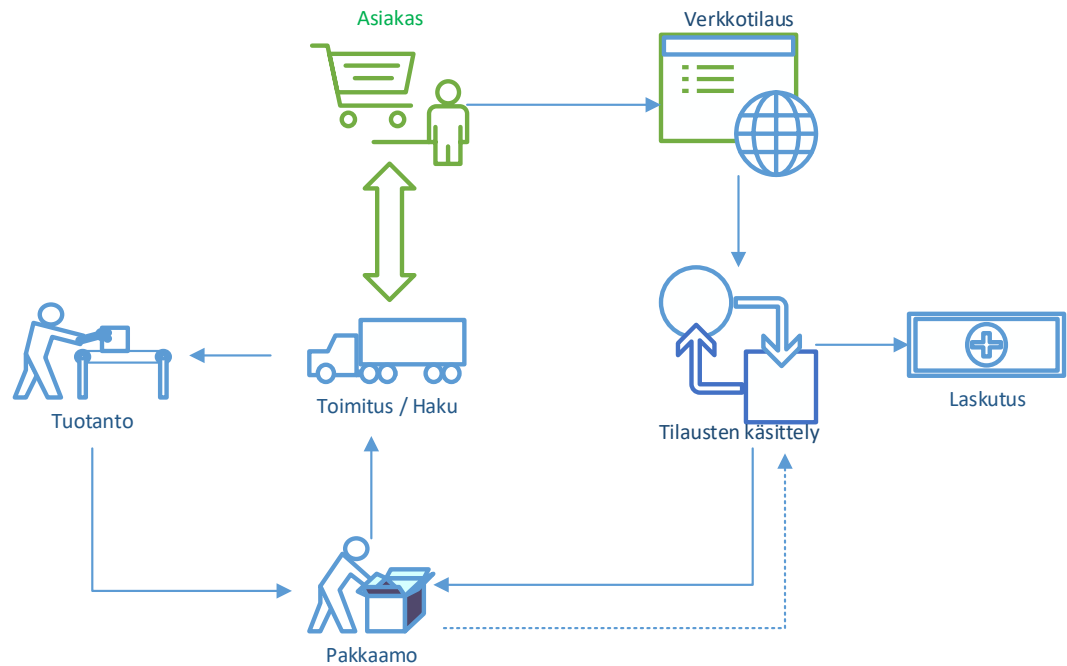 Asiakas
Verkkotilaus
Tuotanto
Toimitus / Haku
Tilausten käsittely
Laskutus
Pakkaamo